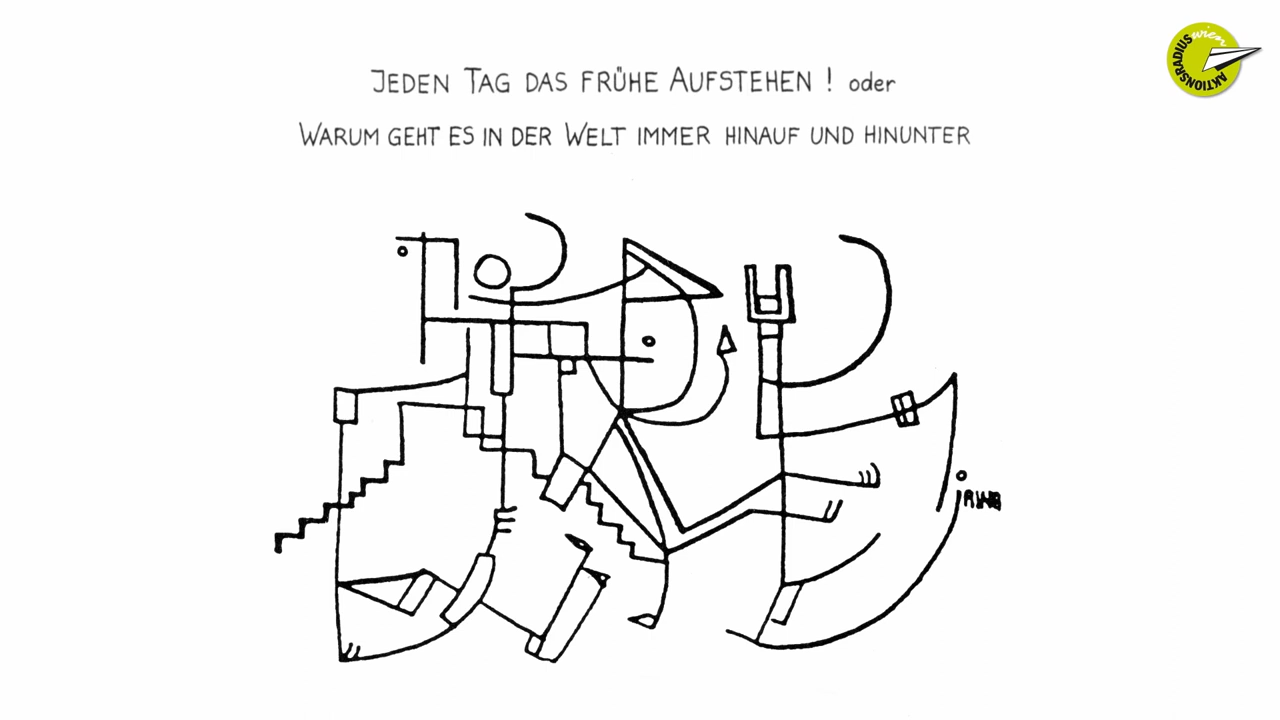 JEDEN TAG DAS FRÜHE AUFSTEHEN ! oder
WARUM GEHT ES IN DER WELT IMMER HINAUF UND HINUNTER
AKTIONSRADIUS wien